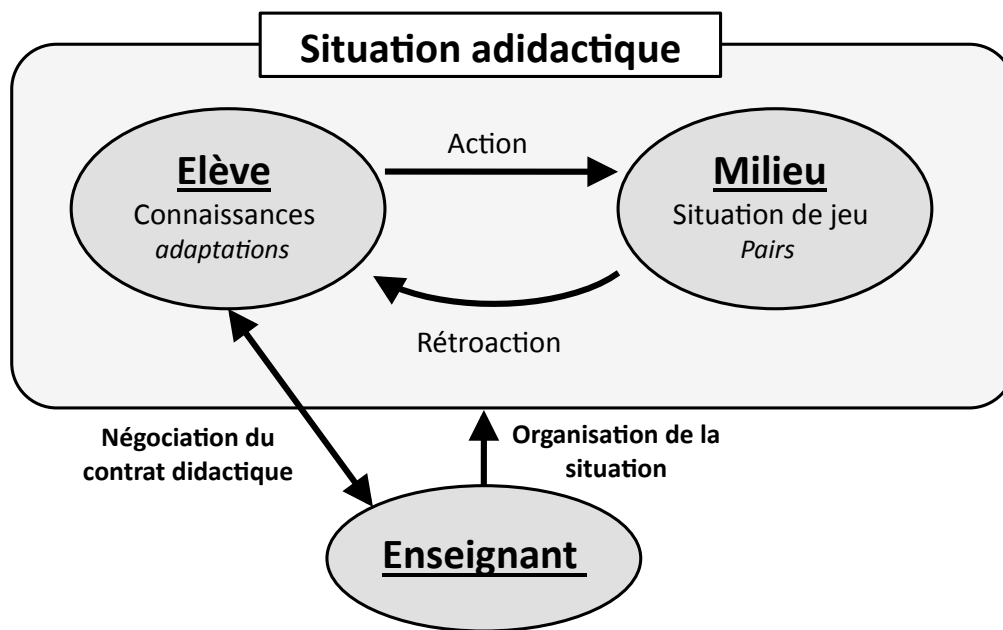 Situation adidactique
Elève
Connaissances
adaptations
Action
Milieu
Situation de jeu
Pairs
Rétroaction
Négociation du
contrat didactique
Organisation de la
situation
Enseignant